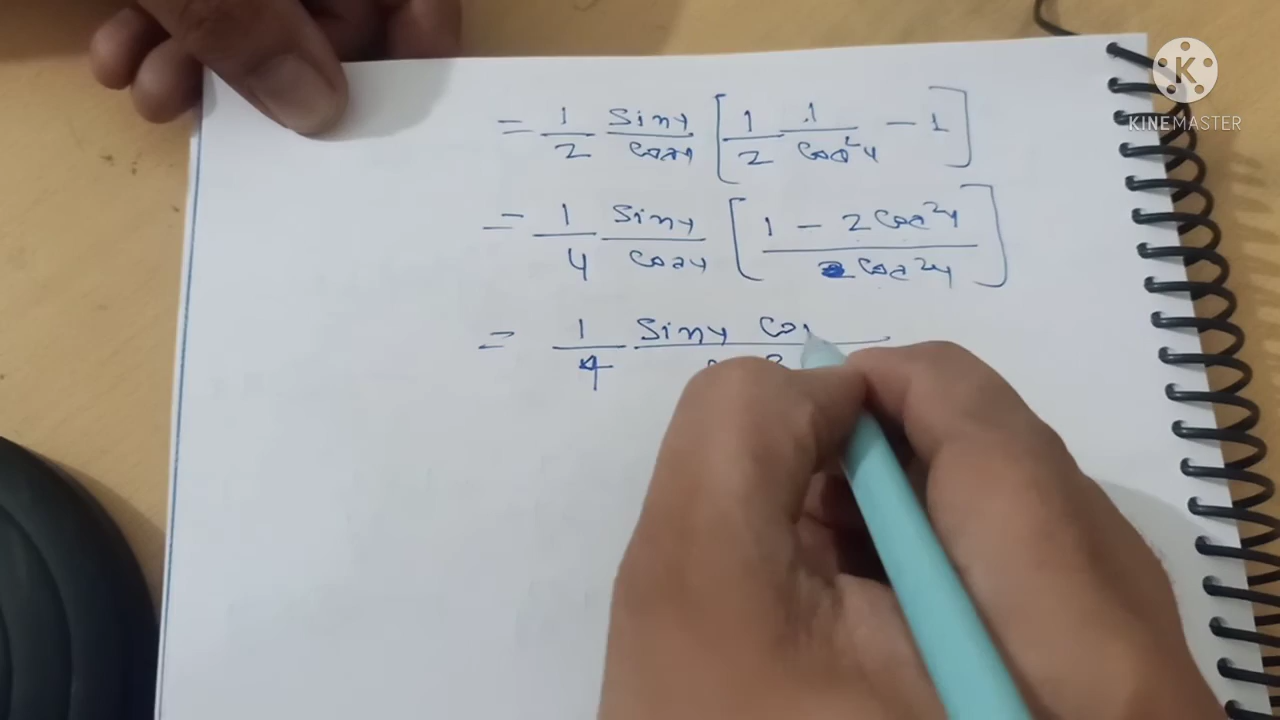 = 1/2 siny/cosy [1/2 1/cos²y - 1]
= 1/4 siny/cosy [1 - 2cos²y / cos²y]
= 1/4 siny co
KINEMASTER